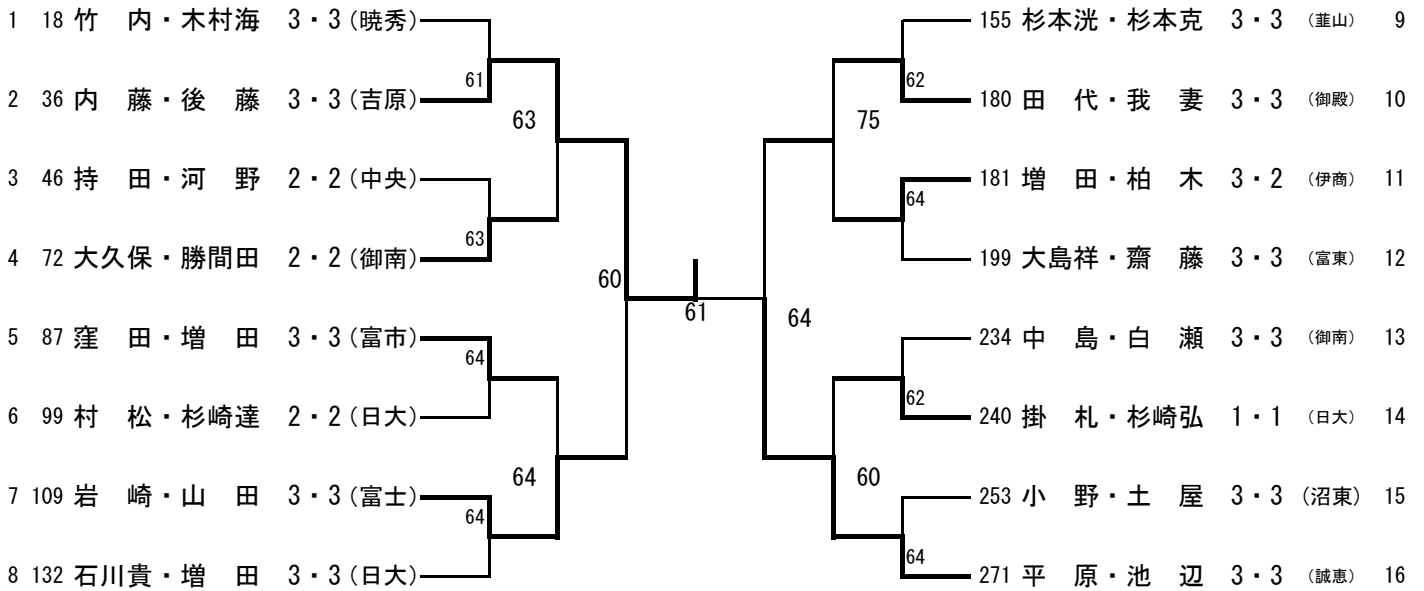 1 18 竹 内・木村海 3・3 (暁秀)
2 36 内 藤・後 藤 3・3 (吉原)
3 46 持 田・河 野 2・2 (中央)
4 72 大久保・勝間田 2・2 (御南)
5 87 窪 田・増 田 3・3 (富市)
6 99 村 松・杉崎達 2・2 (日大)
7 109 岩 崎・山 田 3・3 (富士)
8 132 石川貴・増 田 3・3 (日大)
61
63
63
64
64
64
60
61
64
75
60
62
64
62
64
155 杉本洸・杉本克 3・3 (韮山) 9
180 田 代・我 妻 3・3 (御殿) 10
181 増 田・柏 木 3・2 (伊商) 11
199 大島祥・齋 藤 3・3 (富東) 12
234 中 島・白 瀬 3・3 (御南) 13
240 掛 札・杉崎弘 1・1 (日大) 14
253 小 野・土 屋 3・3 (沼東) 15
271 平 原・池 辺 3・3 (誠恵) 16